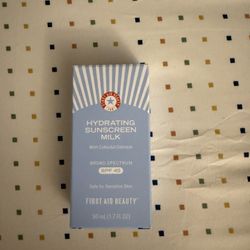 HYDRATING
SUNSCREEN
MILK
With Colloidal Oatmeal
BROAD SPECTRUM
SPF 45
Safe for Sensitive Skin
FIRST AID BEAUTY
50 mL (1.7 FL OZ)